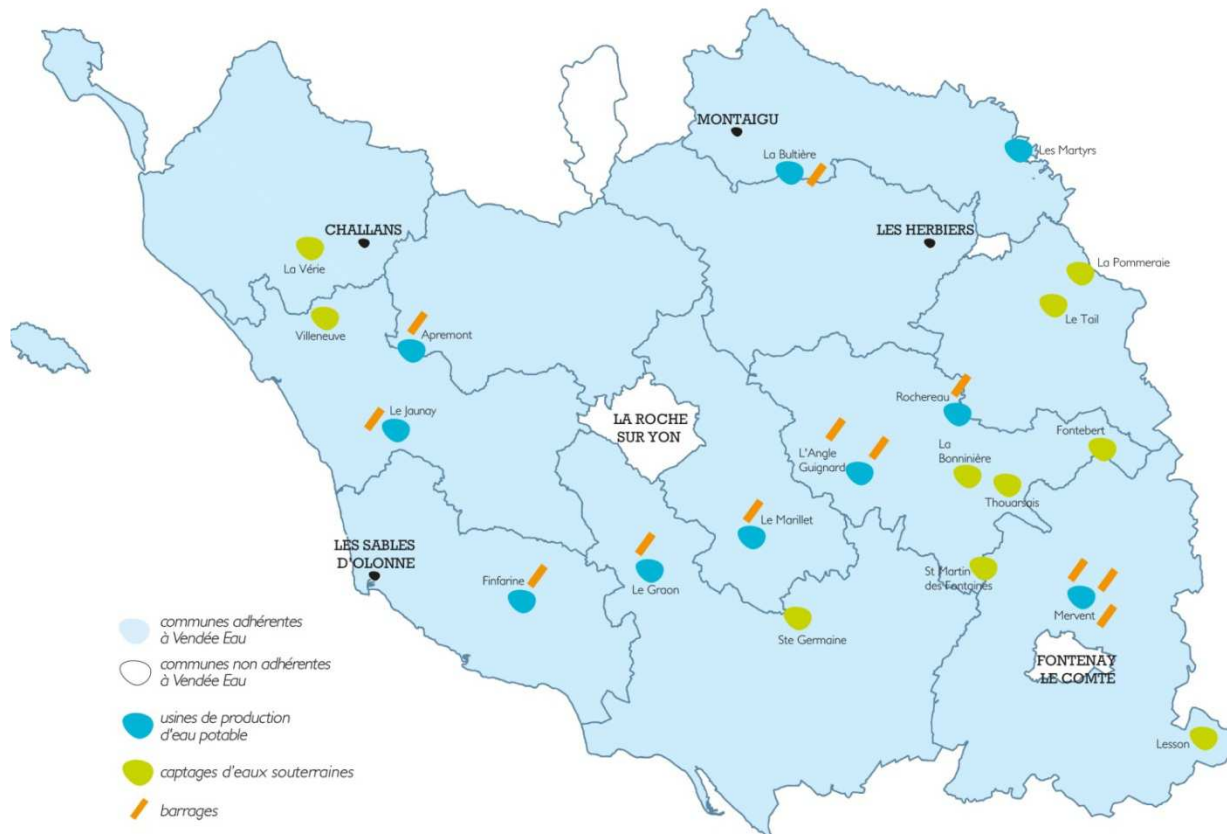 MONTAIGU
La Bultière
Les Martyrs
CHALLANS
LES HERBIERS
La Vérie
La Pommeraie
Le Tail
Villeneuve
Apremont
Rochereau
Le Jaunay
LA ROCHE
SUR YON
Fontebert
La
Bonninière
L'Angle
Guignard
Thouarsais
Le Marillet
LES SABLES
D'OLONNE
Finfarine
Le Graon
St Martin
des Fontaines
Mervent
Ste Germaine
FONTENAY
LE COMTE
Lesson
communes adhérentes
à Vendée Eau
communes non adhérentes
à Vendée Eau
usines de production
d'eau potable
captages d'eaux souterraines
barrages